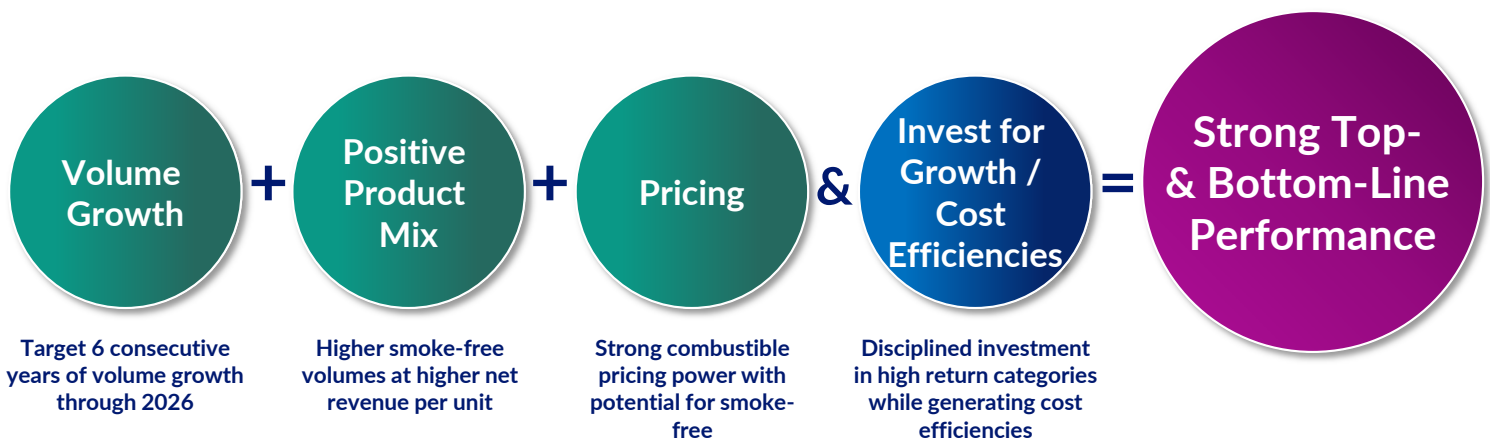 Volume
Growth
+
Positive
Product
Mix
+
Pricing
&
Invest for
Growth /
Cost
Efficiencies
=
Strong Top-
& Bottom-Line
Performance
Target 6 consecutive
years of volume growth
through 2026
Higher smoke-free
volumes at higher net
revenue per unit
Strong combustible
pricing power with
potential for smoke-
free
Disciplined investment
in high return categories
while generating cost
efficiencies